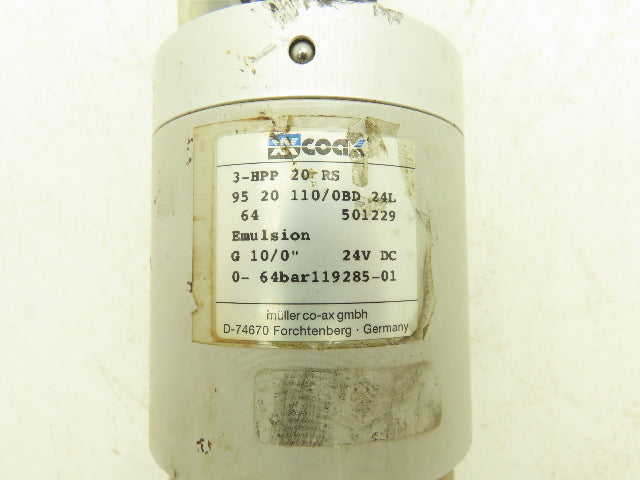 coax
3-HPP 20 RS
95 20 110/0BD 24L
64 501229
Emulsion
G 10/0" 24V DC
0- 64bar119285-01
müller co-ax gmbh
D-74670 Forchtenberg · Germany